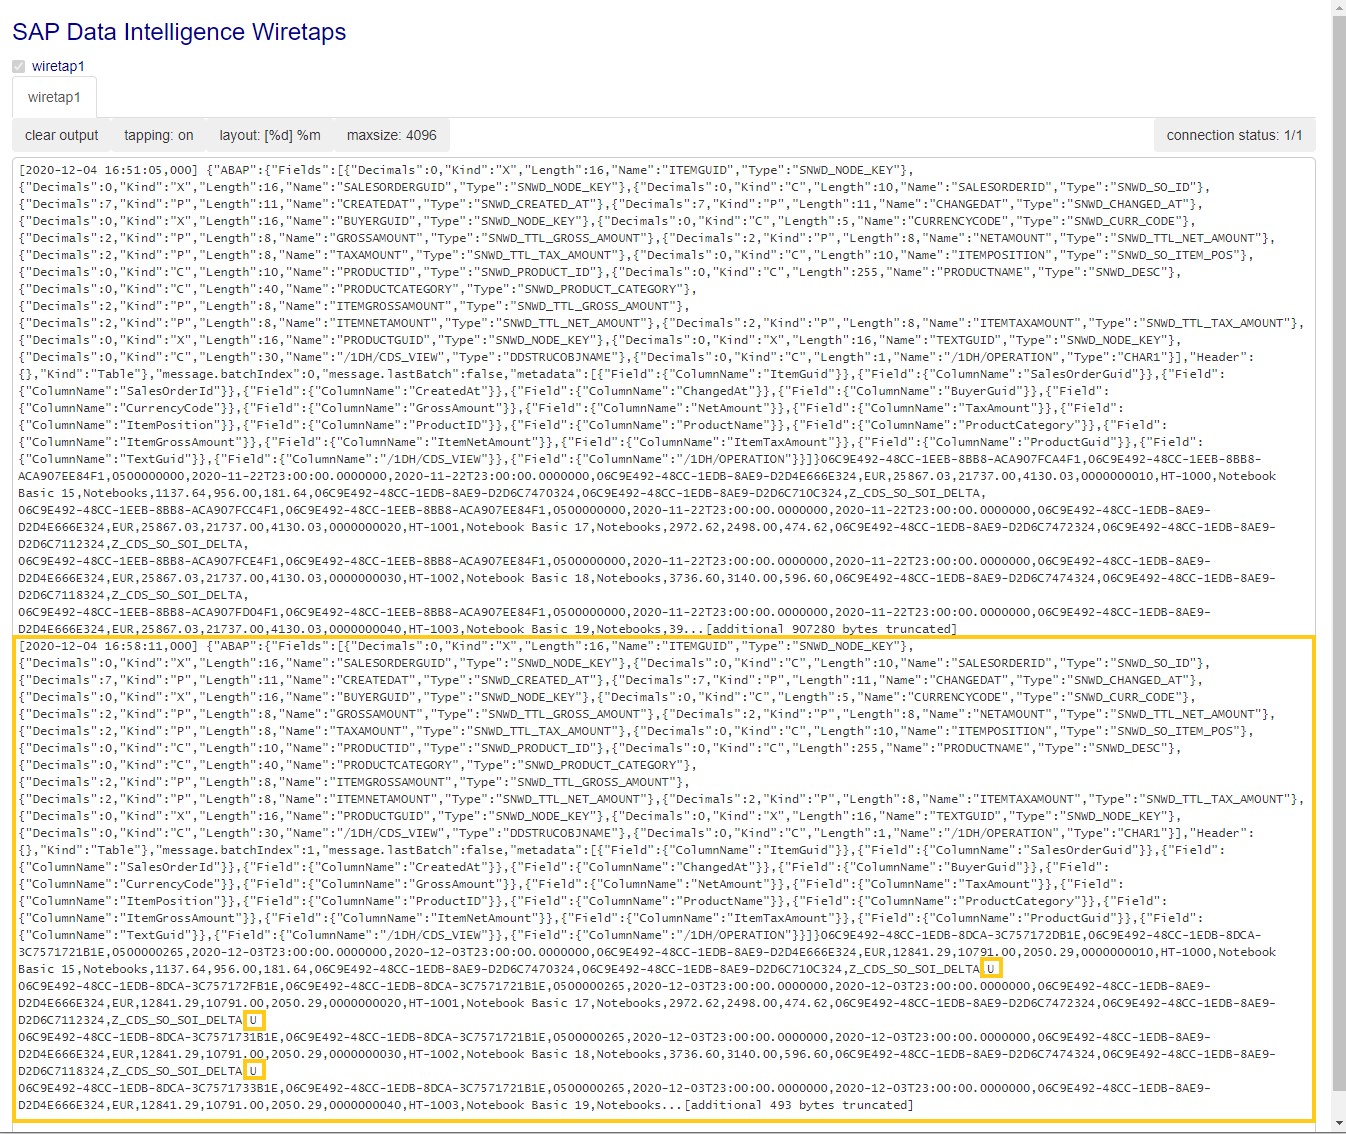 SAP Data Intelligence Wiretaps
wiretap1
wiretap1
clear output tapping: on layout: [%d] %m maxsize: 4096 connection status: 1/1
[2020-12-04 16:51:05,000] {"ABAP":{"Fields":[{"Decimals":0,"Kind":"X","Length":16,"Name":"ITEMGUID","Type":"SNWD_NODE_KEY"},
{"Decimals":0,"Kind":"X","Length":16,"Name":"SALESORDERGUID","Type":"SNWD_NODE_KEY"},{"Decimals":0,"Kind":"C","Length":10,"Name":"SALESORDERID","Type":"SNWD_SO_ID"},
{"Decimals":7,"Kind":"P","Length":11,"Name":"CREATEDAT","Type":"SNWD_CREATED_AT"},{"Decimals":7,"Kind":"P","Length":11,"Name":"CHANGEDAT","Type":"SNWD_CHANGED_AT"},
{"Decimals":0,"Kind":"X","Length":16,"Name":"BUYERGUID","Type":"SNWD_NODE_KEY"},{"Decimals":0,"Kind":"C","Length":5,"Name":"CURRENCYCODE","Type":"SNWD_CURR_CODE"},
{"Decimals":2,"Kind":"P","Length":8,"Name":"GROSSAMOUNT","Type":"SNWD_TTL_GROSS_AMOUNT"},{"Decimals":2,"Kind":"P","Length":8,"Name":"NETAMOUNT","Type":"SNWD_TTL_NET_AMOUNT"},
{"Decimals":2,"Kind":"P","Length":8,"Name":"TAXAMOUNT","Type":"SNWD_TTL_TAX_AMOUNT"},{"Decimals":0,"Kind":"C","Length":10,"Name":"ITEMPOSITION","Type":"SNWD_SO_ITEM_POS"},
{"Decimals":0,"Kind":"C","Length":10,"Name":"PRODUCTID","Type":"SNWD_PRODUCT_ID"},{"Decimals":0,"Kind":"C","Length":255,"Name":"PRODUCTNAME","Type":"SNWD_DESC"},
{"Decimals":0,"Kind":"C","Length":40,"Name":"PRODUCTCATEGORY","Type":"SNWD_PRODUCT_CATEGORY"},
{"Decimals":2,"Kind":"P","Length":8,"Name":"ITEMGROSSAMOUNT","Type":"SNWD_TTL_GROSS_AMOUNT"},
{"Decimals":2,"Kind":"P","Length":8,"Name":"ITEMNETAMOUNT","Type":"SNWD_TTL_NET_AMOUNT"},{"Decimals":2,"Kind":"P","Length":8,"Name":"ITEMTAXAMOUNT","Type":"SNWD_TTL_TAX_AMOUNT"},
{"Decimals":0,"Kind":"X","Length":16,"Name":"PRODUCTGUID","Type":"SNWD_NODE_KEY"},{"Decimals":0,"Kind":"X","Length":16,"Name":"TEXTGUID","Type":"SNWD_NODE_KEY"},
{"Decimals":0,"Kind":"C","Length":30,"Name":"/1DH/CDS_VIEW","Type":"DDSTRUCOBJNAME"},{"Decimals":0,"Kind":"C","Length":1,"Name":"/1DH/OPERATION","Type":"CHAR1"}],"Header":
{},"Kind":"Table"},"message.batchIndex":0,"message.lastBatch":false,"metadata":[{"Field":{"ColumnName":"ItemGuid"}},{"Field":{"ColumnName":"SalesOrderGuid"}},{"Field":
{"ColumnName":"SalesOrderId"}},{"Field":{"ColumnName":"CreatedAt"}},{"Field":{"ColumnName":"ChangedAt"}},{"Field":{"ColumnName":"BuyerGuid"}},{"Field":
{"ColumnName":"CurrencyCode"}},{"Field":{"ColumnName":"GrossAmount"}},{"Field":{"ColumnName":"NetAmount"}},{"Field":{"ColumnName":"TaxAmount"}},{"Field":
{"ColumnName":"ItemPosition"}},{"Field":{"ColumnName":"ProductID"}},{"Field":{"ColumnName":"ProductName"}},{"Field":{"ColumnName":"ProductCategory"}},{"Field":
{"ColumnName":"ItemGrossAmount"}},{"Field":{"ColumnName":"ItemNetAmount"}},{"Field":{"ColumnName":"ItemTaxAmount"}},{"Field":{"ColumnName":"ProductGuid"}},{"Field":
{"ColumnName":"TextGuid"}},{"Field":{"ColumnName":"/1DH/CDS_VIEW"}},{"Field":{"ColumnName":"/1DH/OPERATION"}}]}06C9E492-48CC-1EEB-8BB8-ACA907FCA4F1,06C9E492-48CC-1EEB-8BB8-
ACA907EE84F1,0500000000,2020-11-22T23:00:00.0000000,2020-11-22T23:00:00.0000000,06C9E492-48CC-1EDB-8AE9-D2D4E666E324,EUR,25867.03,21737.00,4130.03,0000000010,HT-1000,Notebook
Basic 15,Notebooks,1137.64,956.00,181.64,06C9E492-48CC-1EDB-8AE9-D2D6C7470324,06C9E492-48CC-1EDB-8AE9-D2D6C710C324,Z_CDS_SO_SOI_DELTA,
06C9E492-48CC-1EEB-8BB8-ACA907FCC4F1,06C9E492-48CC-1EEB-8BB8-ACA907EE84F1,0500000000,2020-11-22T23:00:00.0000000,2020-11-22T23:00:00.0000000,06C9E492-48CC-1EDB-8AE9-
D2D4E666E324,EUR,25867.03,21737.00,4130.03,0000000020,HT-1001,Notebook Basic 17,Notebooks,2972.62,2498.00,474.62,06C9E492-48CC-1EDB-8AE9-D2D6C7472324,06C9E492-48CC-1EDB-8AE9-
D2D6C7112324,Z_CDS_SO_SOI_DELTA,
06C9E492-48CC-1EEB-8BB8-ACA907FCE4F1,06C9E492-48CC-1EEB-8BB8-ACA907EE84F1,0500000000,2020-11-22T23:00:00.0000000,2020-11-22T23:00:00.0000000,06C9E492-48CC-1EDB-8AE9-
D2D4E666E324,EUR,25867.03,21737.00,4130.03,0000000030,HT-1002,Notebook Basic 18,Notebooks,3736.60,3140.00,596.60,06C9E492-48CC-1EDB-8AE9-D2D6C7474324,06C9E492-48CC-1EDB-8AE9-
D2D6C7118324,Z_CDS_SO_SOI_DELTA,
06C9E492-48CC-1EEB-8BB8-ACA907FD04F1,06C9E492-48CC-1EEB-8BB8-ACA907EE84F1,0500000000,2020-11-22T23:00:00.0000000,2020-11-22T23:00:00.0000000,06C9E492-48CC-1EDB-8AE9-
D2D4E666E324,EUR,25867.03,21737.00,4130.03,0000000040,HT-1003,Notebook Basic 19,Notebooks,39...[additional 907280 bytes truncated]
[2020-12-04 16:58:11,000] {"ABAP":{"Fields":[{"Decimals":0,"Kind":"X","Length":16,"Name":"ITEMGUID","Type":"SNWD_NODE_KEY"},
{"Decimals":0,"Kind":"X","Length":16,"Name":"SALESORDERGUID","Type":"SNWD_NODE_KEY"},{"Decimals":0,"Kind":"C","Length":10,"Name":"SALESORDERID","Type":"SNWD_SO_ID"},
{"Decimals":7,"Kind":"P","Length":11,"Name":"CREATEDAT","Type":"SNWD_CREATED_AT"},{"Decimals":7,"Kind":"P","Length":11,"Name":"CHANGEDAT","Type":"SNWD_CHANGED_AT"},
{"Decimals":0,"Kind":"X","Length":16,"Name":"BUYERGUID","Type":"SNWD_NODE_KEY"},{"Decimals":0,"Kind":"C","Length":5,"Name":"CURRENCYCODE","Type":"SNWD_CURR_CODE"},
{"Decimals":2,"Kind":"P","Length":8,"Name":"GROSSAMOUNT","Type":"SNWD_TTL_GROSS_AMOUNT"},{"Decimals":2,"Kind":"P","Length":8,"Name":"NETAMOUNT","Type":"SNWD_TTL_NET_AMOUNT"},
{"Decimals":2,"Kind":"P","Length":8,"Name":"TAXAMOUNT","Type":"SNWD_TTL_TAX_AMOUNT"},{"Decimals":0,"Kind":"C","Length":10,"Name":"ITEMPOSITION","Type":"SNWD_SO_ITEM_POS"},
{"Decimals":0,"Kind":"C","Length":10,"Name":"PRODUCTID","Type":"SNWD_PRODUCT_ID"},{"Decimals":0,"Kind":"C","Length":255,"Name":"PRODUCTNAME","Type":"SNWD_DESC"},
{"Decimals":0,"Kind":"C","Length":40,"Name":"PRODUCTCATEGORY","Type":"SNWD_PRODUCT_CATEGORY"},
{"Decimals":2,"Kind":"P","Length":8,"Name":"ITEMGROSSAMOUNT","Type":"SNWD_TTL_GROSS_AMOUNT"},
{"Decimals":2,"Kind":"P","Length":8,"Name":"ITEMNETAMOUNT","Type":"SNWD_TTL_NET_AMOUNT"},{"Decimals":2,"Kind":"P","Length":8,"Name":"ITEMTAXAMOUNT","Type":"SNWD_TTL_TAX_AMOUNT"},
{"Decimals":0,"Kind":"X","Length":16,"Name":"PRODUCTGUID","Type":"SNWD_NODE_KEY"},{"Decimals":0,"Kind":"X","Length":16,"Name":"TEXTGUID","Type":"SNWD_NODE_KEY"},
{"Decimals":0,"Kind":"C","Length":30,"Name":"/1DH/CDS_VIEW","Type":"DDSTRUCOBJNAME"},{"Decimals":0,"Kind":"C","Length":1,"Name":"/1DH/OPERATION","Type":"CHAR1"}],"Header":
{},"Kind":"Table"},"message.batchIndex":1,"message.lastBatch":false,"metadata":[{"Field":{"ColumnName":"ItemGuid"}},{"Field":{"ColumnName":"SalesOrderGuid"}},{"Field":
{"ColumnName":"SalesOrderId"}},{"Field":{"ColumnName":"CreatedAt"}},{"Field":{"ColumnName":"ChangedAt"}},{"Field":{"ColumnName":"BuyerGuid"}},{"Field":
{"ColumnName":"CurrencyCode"}},{"Field":{"ColumnName":"GrossAmount"}},{"Field":{"ColumnName":"NetAmount"}},{"Field":{"ColumnName":"TaxAmount"}},{"Field":
{"ColumnName":"ItemPosition"}},{"Field":{"ColumnName":"ProductID"}},{"Field":{"ColumnName":"ProductName"}},{"Field":{"ColumnName":"ProductCategory"}},{"Field":
{"ColumnName":"ItemGrossAmount"}},{"Field":{"ColumnName":"ItemNetAmount"}},{"Field":{"ColumnName":"ItemTaxAmount"}},{"Field":{"ColumnName":"ProductGuid"}},{"Field":
{"ColumnName":"TextGuid"}},{"Field":{"ColumnName":"/1DH/CDS_VIEW"}},{"Field":{"ColumnName":"/1DH/OPERATION"}}]}06C9E492-48CC-1EDB-8DCA-3C757172DB1E,06C9E492-48CC-1EDB-8DCA-
3C7571721B1E,0500000265,2020-12-03T23:00:00.0000000,2020-12-03T23:00:00.0000000,06C9E492-48CC-1EDB-8AE9-D2D4E666E324,EUR,12841.29,10791.00,2050.29,0000000010,HT-1000,Notebook
Basic 15,Notebooks,1137.64,956.00,181.64,06C9E492-48CC-1EDB-8AE9-D2D6C7470324,06C9E492-48CC-1EDB-8AE9-D2D6C710C324,Z_CDS_SO_SOI_DELTA U
06C9E492-48CC-1EDB-8DCA-3C757172FB1E,06C9E492-48CC-1EDB-8DCA-3C7571721B1E,0500000265,2020-12-03T23:00:00.0000000,2020-12-03T23:00:00.0000000,06C9E492-48CC-1EDB-8AE9-
D2D4E666E324,EUR,12841.29,10791.00,2050.29,0000000020,HT-1001,Notebook Basic 17,Notebooks,2972.62,2498.00,474.62,06C9E492-48CC-1EDB-8AE9-D2D6C7472324,06C9E492-48CC-1EDB-8AE9-
D2D6C7112324,Z_CDS_SO_SOI_DELTA U
06C9E492-48CC-1EDB-8DCA-3C7571731B1E,06C9E492-48CC-1EDB-8DCA-3C7571721B1E,0500000265,2020-12-03T23:00:00.0000000,2020-12-03T23:00:00.0000000,06C9E492-48CC-1EDB-8AE9-
D2D4E666E324,EUR,12841.29,10791.00,2050.29,0000000030,HT-1002,Notebook Basic 18,Notebooks,3736.60,3140.00,596.60,06C9E492-48CC-1EDB-8AE9-D2D6C7474324,06C9E492-48CC-1EDB-8AE9-
D2D6C7118324,Z_CDS_SO_SOI_DELTA U
06C9E492-48CC-1EDB-8DCA-3C7571733B1E,06C9E492-48CC-1EDB-8DCA-3C7571721B1E,0500000265,2020-12-03T23:00:00.0000000,2020-12-03T23:00:00.0000000,06C9E492-48CC-1EDB-8AE9-
D2D4E666E324,EUR,12841.29,10791.00,2050.29,0000000040,HT-1003,Notebook Basic 19,Notebooks...[additional 493 bytes truncated]